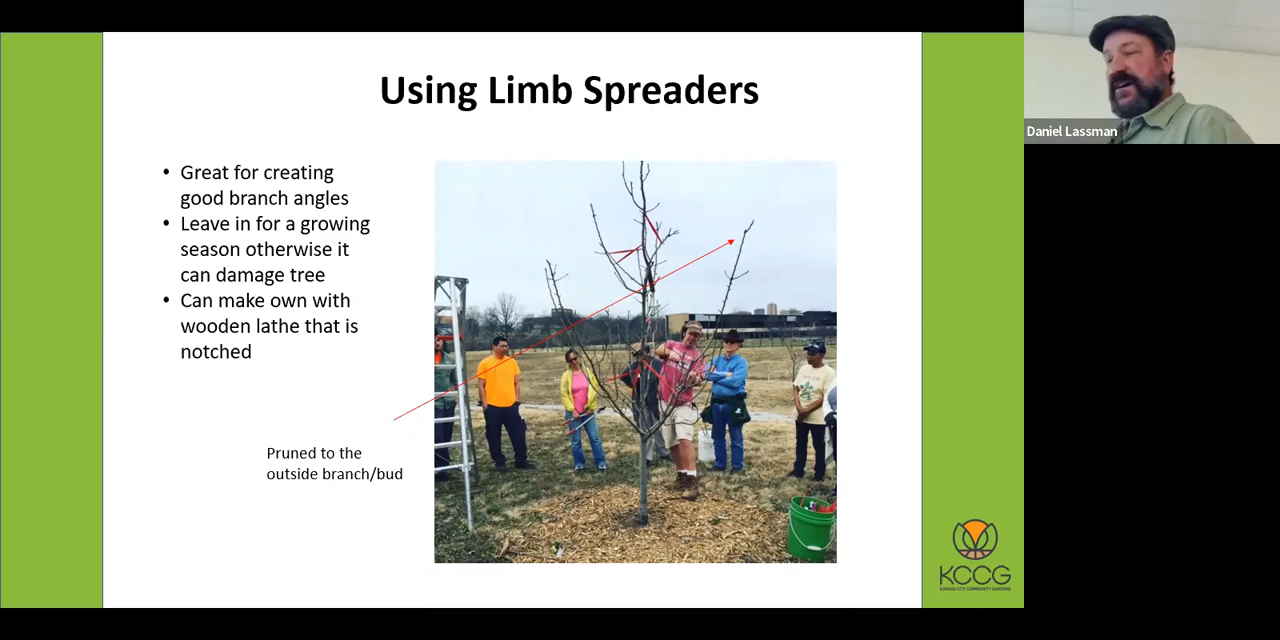 Using Limb Spreaders
Daniel Lassman
• Great for creating
good branch angles
• Leave in for a growing
season otherwise it
can damage tree
• Can make own with
wooden lathe that is
notched
Pruned to the
outside branch/bud
KCCG
KANSAS CITY COMMUNITY GARDENS